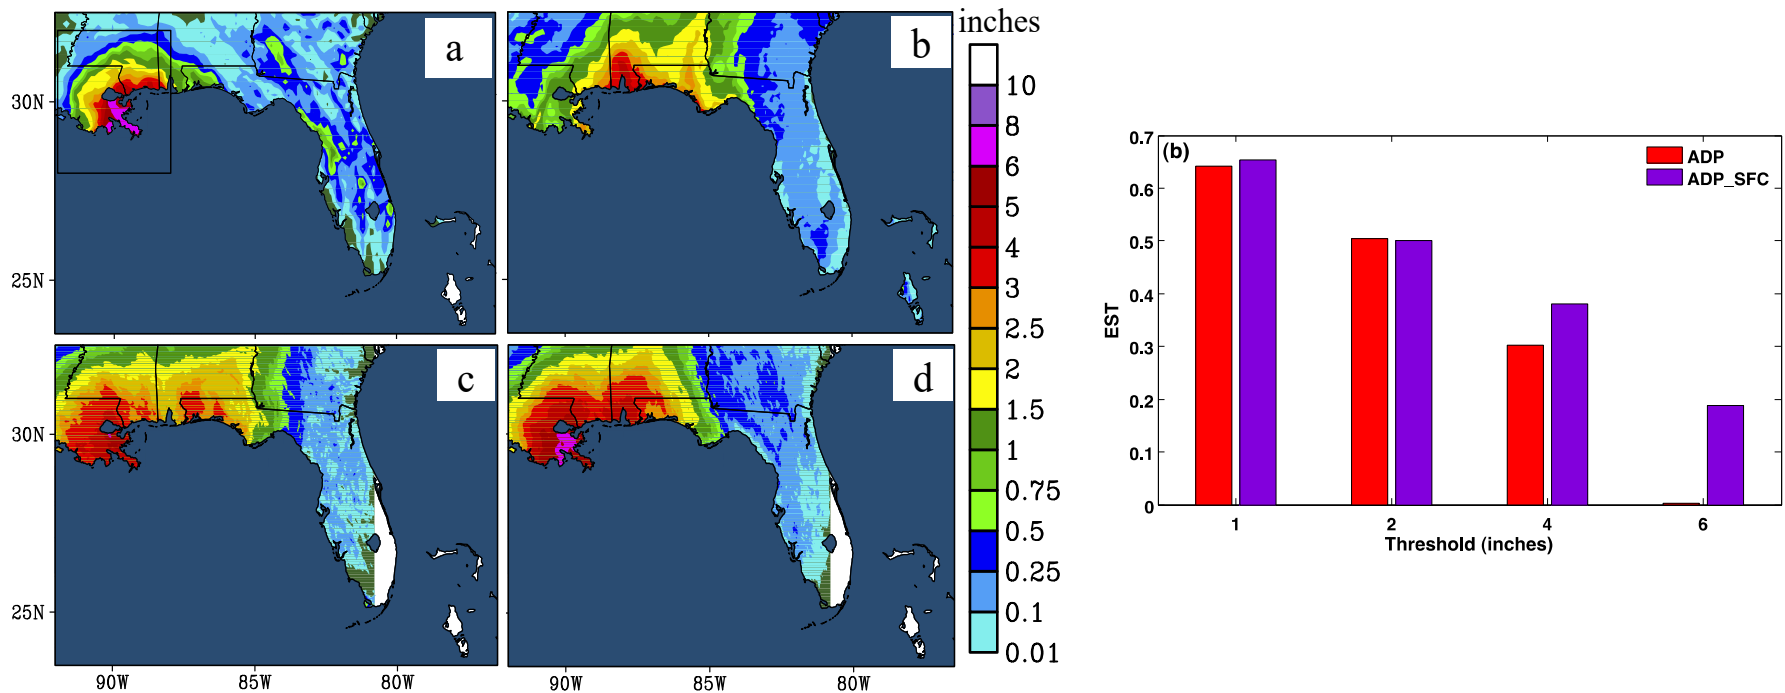 a
b
inches
30N
25N
10
8
6
5
4
3
2.5
2
1.5
1
0.75
0.5
0.25
0.1
0.01
c
d
30N
25N
90W
85W
80W
90W
85W
80W
(b)
ADP
ADP_SFC
EST
0.7
0.6
0.5
0.4
0.3
0.2
0.1
0
1
2
4
6
Threshold (inches)